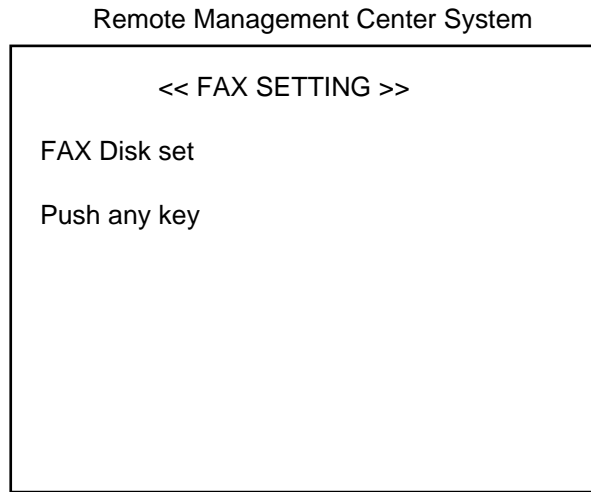 Remote Management Center System
<< FAX SETTING >>
FAX Disk set
Push any key